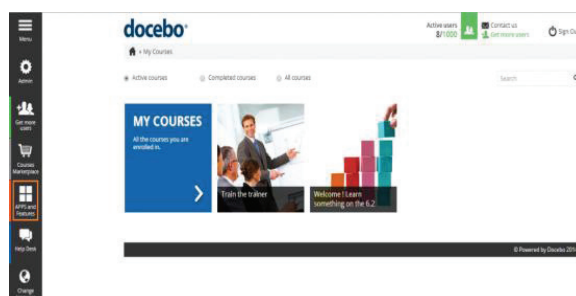 Menu
Admin
Get more
users
Courses
Marketplace
APPS and
Features
Help Desk
Change
docebo
Active users
8/1000
Contact us
Get more users
Sign Ou
» My Courses
Active courses
Completed courses
All courses
Search
MY COURSES
All the courses you are
enrolled in.
Train the trainer
Welcome ! Learn
something on the 6.2
© Powered by Docebo 201